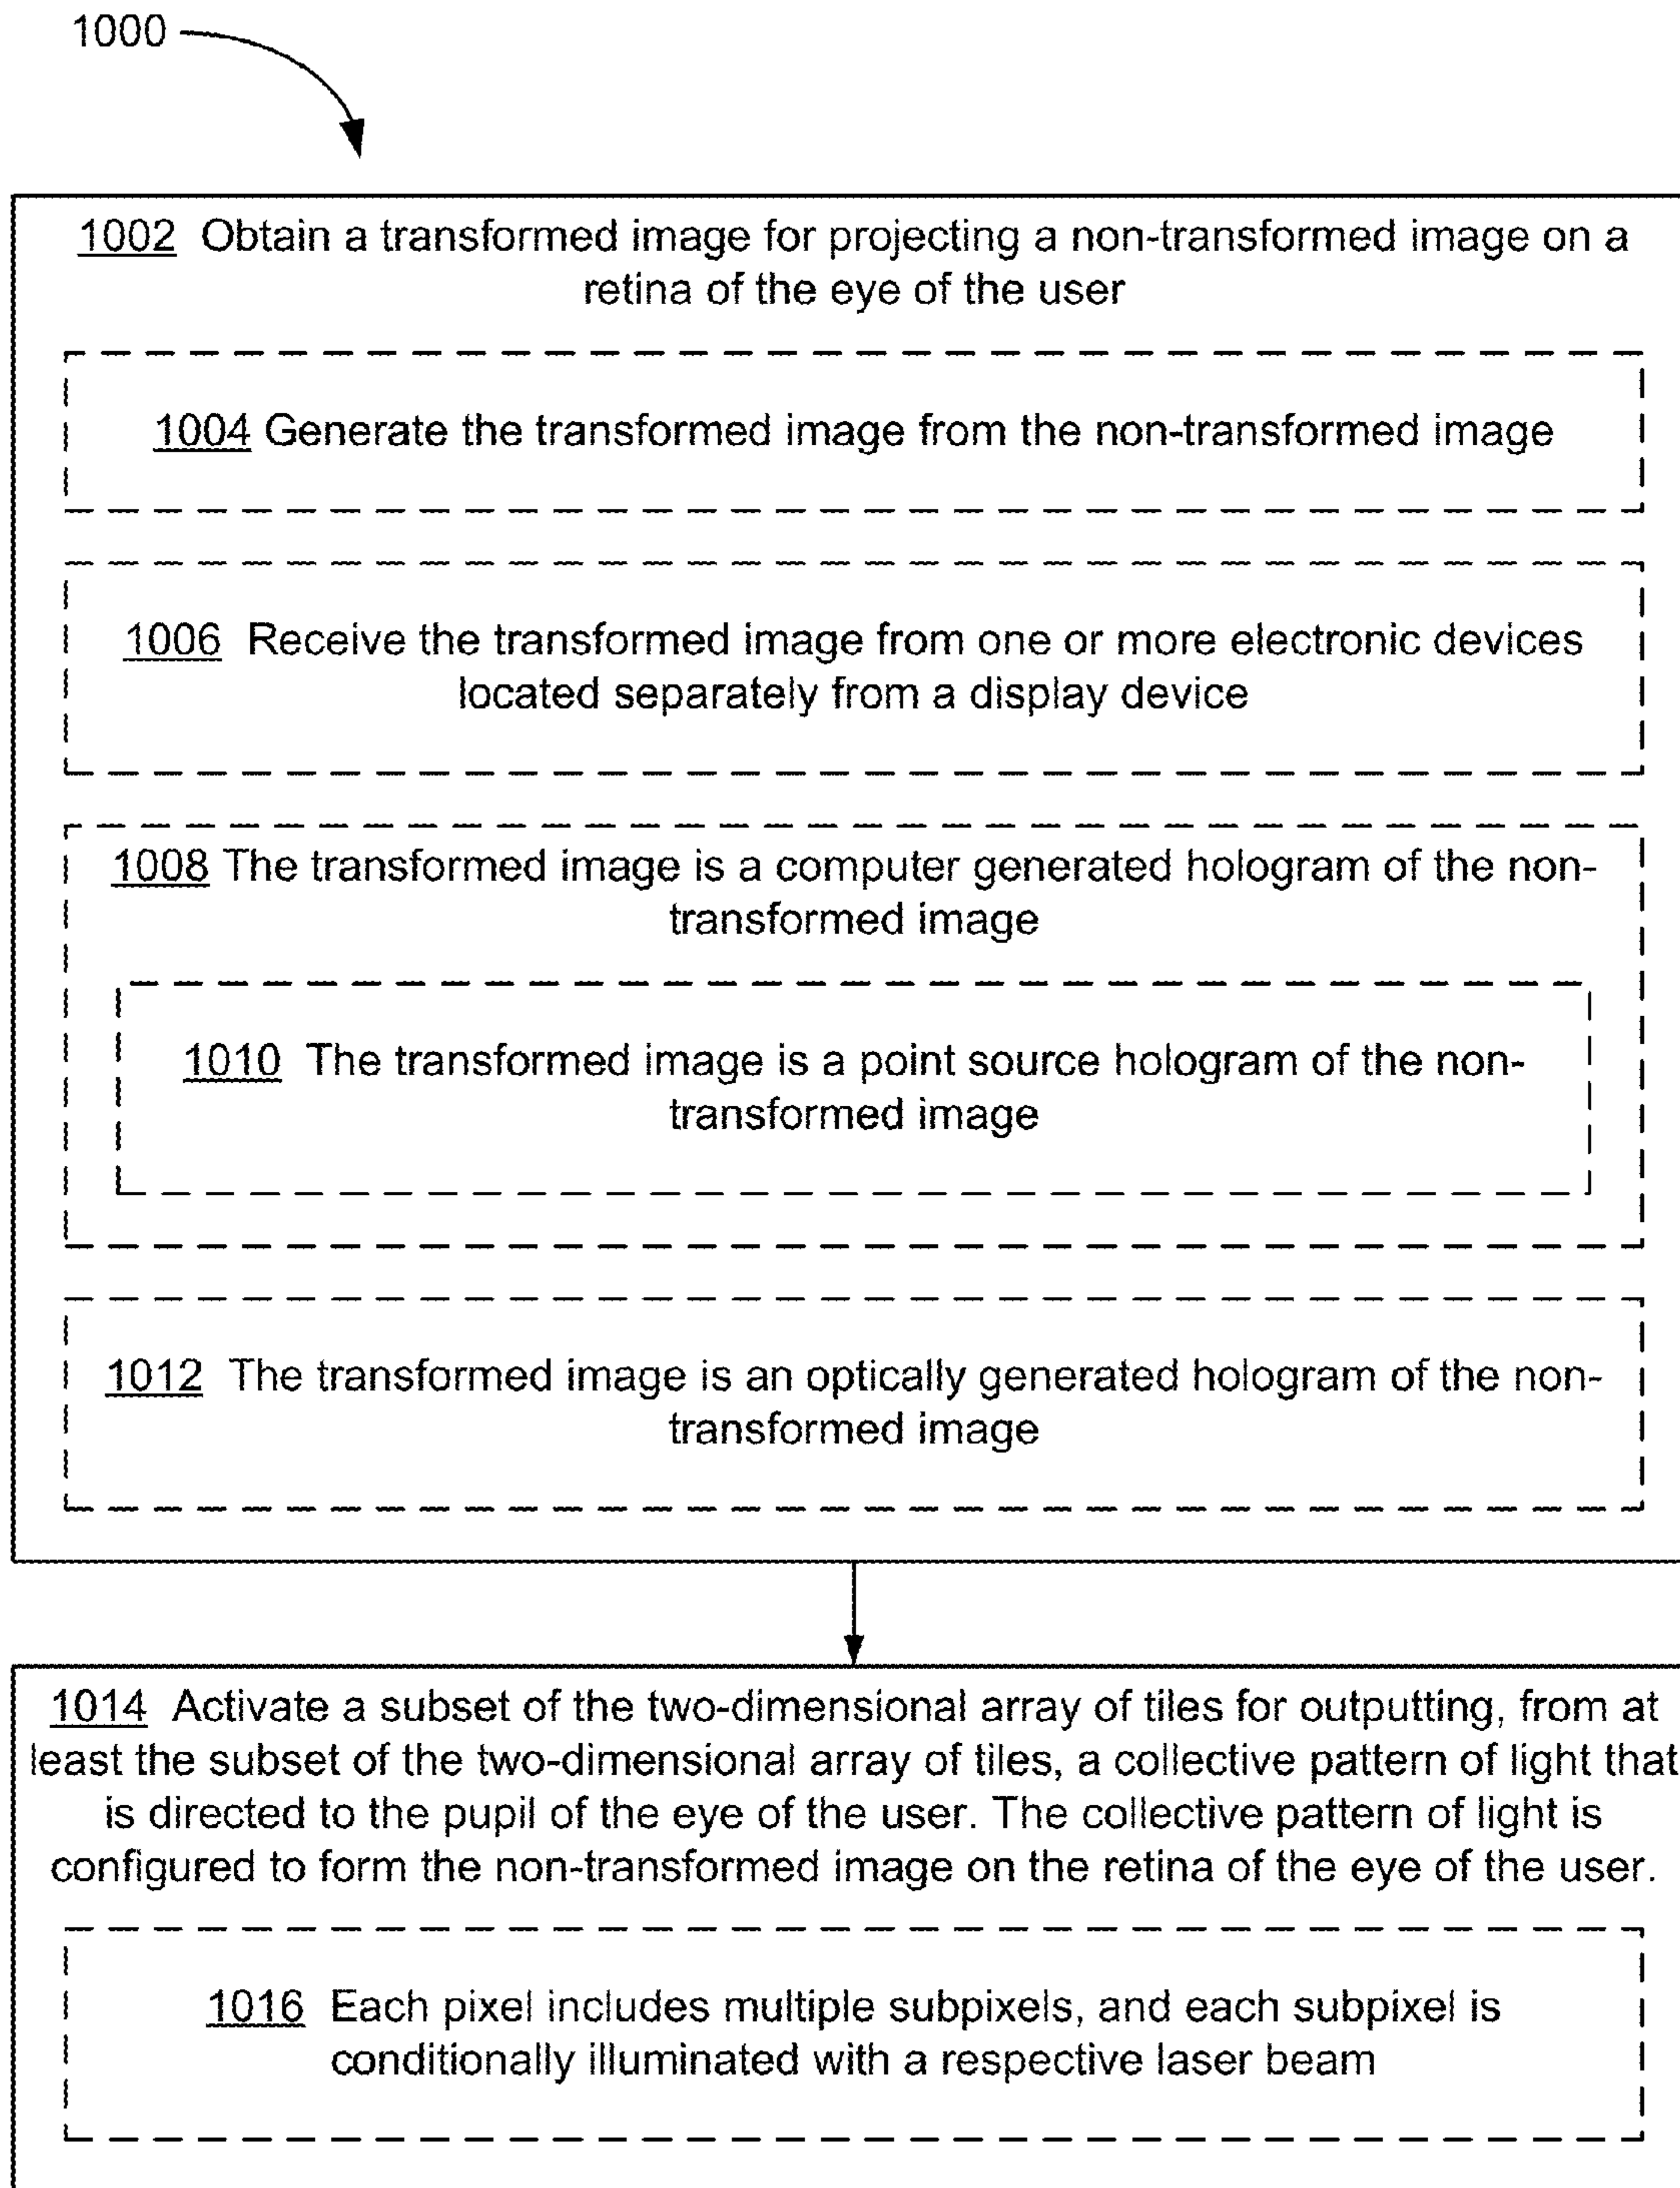 1000
1002 Obtain a transformed image for projecting a non-transformed image on a
retina of the eye of the user
1004 Generate the transformed image from the non-transformed image
1006 Receive the transformed image from one or more electronic devices
located separately from a display device
1008 The transformed image is a computer generated hologram of the non-
transformed image
1010 The transformed image is a point source hologram of the non-
transformed image
1012 The transformed image is an optically generated hologram of the non-
transformed image
1014 Activate a subset of the two-dimensional array of tiles for outputting, from at
least the subset of the two-dimensional array of tiles, a collective pattern of light that
is directed to the pupil of the eye of the user. The collective pattern of light is
configured to form the non-transformed image on the retina of the eye of the user.
1016 Each pixel includes multiple subpixels, and each subpixel is
conditionally illuminated with a respective laser beam